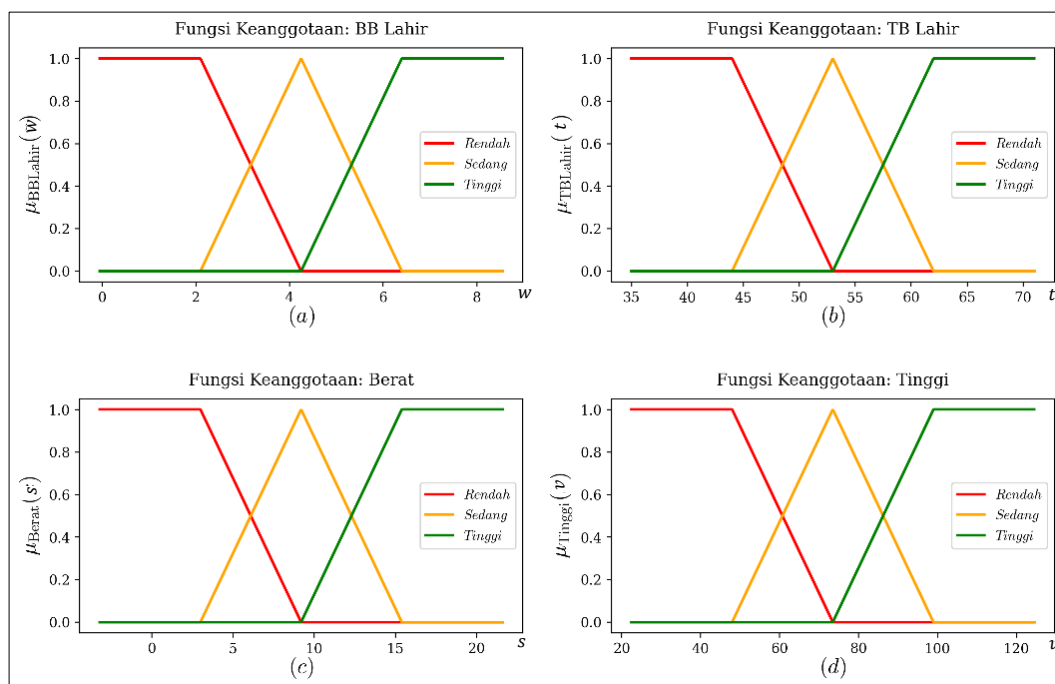 Fungsi Keanggotaan: BB Lahir
1.0
0.8
0.6
0.4
0.2
0.0
μBBLahir(w)
Rendah
Sedang
Tinggi
0 2 4 6 8 w
(a)
Fungsi Keanggotaan: TB Lahir
1.0
0.8
0.6
0.4
0.2
0.0
μTBLahir( t)
Rendah
Sedang
Tinggi
35 40 45 50 55 60 65 70 t
(b)
Fungsi Keanggotaan: Berat
1.0
0.8
0.6
0.4
0.2
0.0
μBerat(s)
Rendah
Sedang
Tinggi
0 5 10 15 20 s
(c)
Fungsi Keanggotaan: Tinggi
1.0
0.8
0.6
0.4
0.2
0.0
μTinggi(v)
Rendah
Sedang
Tinggi
20 40 60 80 100 120
(d)